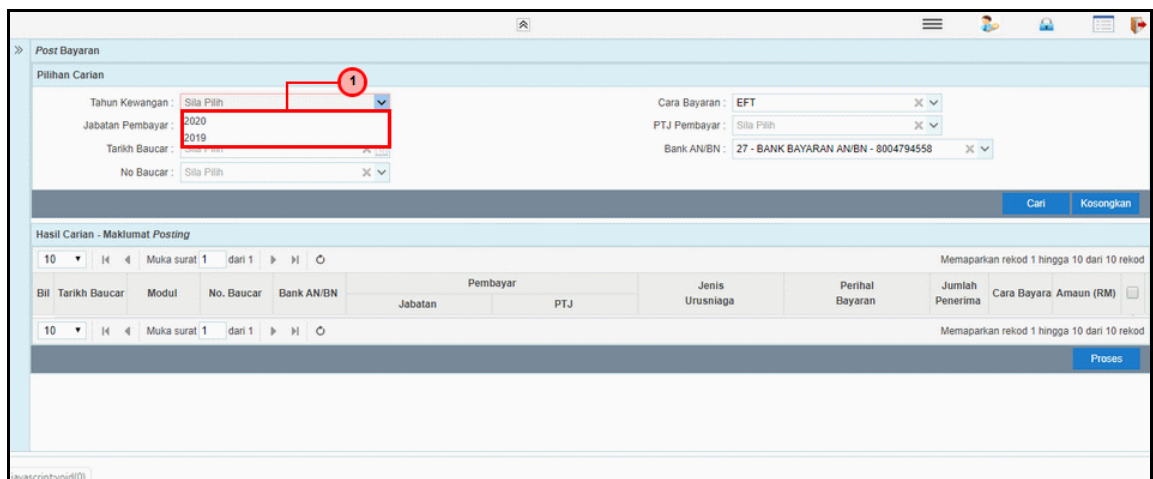 Post Bayaran
Pilihan Carian
1
Tahun Kewangan : Sila Pilih
Cara Bayaran : EFT
2020
2019
Jabatan Pembayar :
PTJ Pembayar : Sila Pilih
Tarikh Baucar :
Bank AN/BN : 27 - BANK BAYARAN AN/BN - 8004794558
No Baucar : Sila Pilih
Cari Kosongkan
Hasil Carian - Maklumat Posting
10 Muka surat 1 dari 1 Memaparkan rekod 1 hingga 10 dari 10 rekod
Bil Tarikh Baucar Modul No. Baucar Bank AN/BN Pembayar Jenis Urusniaga Perihal Bayaran Jumlah Penerima Cara Bayara Amaun (RM)
Jabatan PTJ
10 Muka surat 1 dari 1 Memaparkan rekod 1 hingga 10 dari 10 rekod
Proses
javascript:void(0)